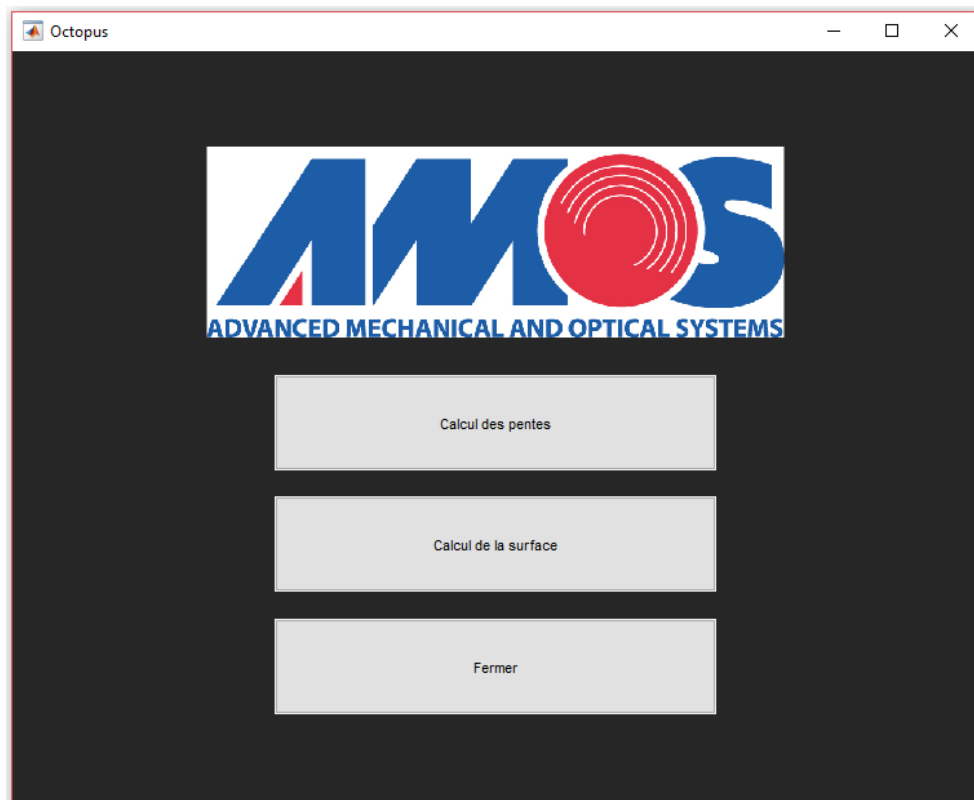 Octopus
AMOS
ADVANCED MECHANICAL AND OPTICAL SYSTEMS
Calcul des pentes
Calcul de la surface
Fermer